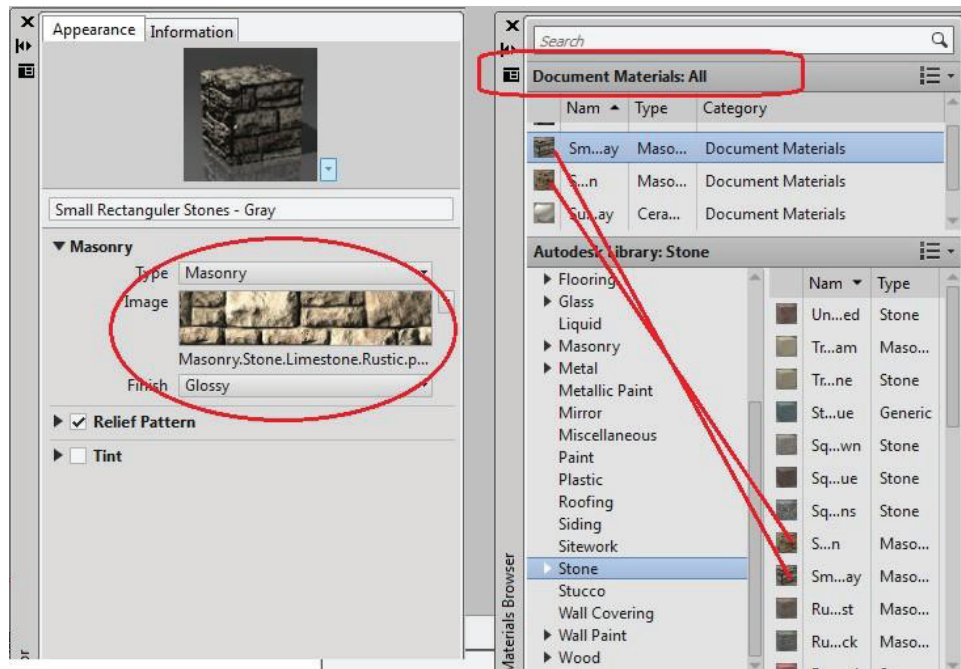 Appearance Information
Small Rectanguler Stones - Gray
Masonry
Type Masonry
Image
Masonry.Stone.Limestone.Rustic.p...
Finish Glossy
Relief Pattern
Tint
Search
Document Materials: All
Nam Type Category
Sm...ay Maso... Document Materials
S...n Maso... Document Materials
Su...ay Cera... Document Materials
Autodesk Library: Stone
Flooring
Glass
Liquid
Masonry
Metal
Metallic Paint
Mirror
Miscellaneous
Paint
Plastic
Roofing
Siding
Sitework
Stone
Stucco
Wall Covering
Wall Paint
Wood
Nam Type
Un...ed Stone
Tr...am Maso...
Tr...ne Stone
St...ue Generic
Sq...wn Stone
Sq...ue Stone
Sq...ns Stone
S...n Maso...
Sm...ay Maso...
Ru...st Maso...
Ru...ck Maso...
Materials Browser